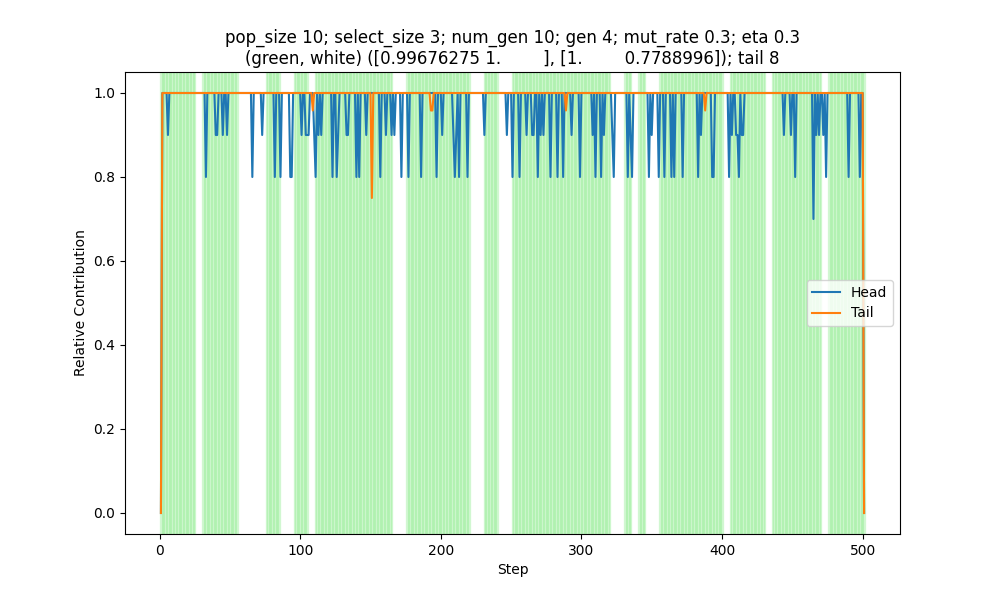 pop_size 10; select_size 3; num_gen 10; gen 4; mut_rate 0.3; eta 0.3
(green, white) ([0.99676275 1.        ], [1.        0.7788996]); tail 8
1.0
0.8
0.6
0.4
0.2
0.0
Relative Contribution
Head
Tail
0 100 200 300 400 500
Step